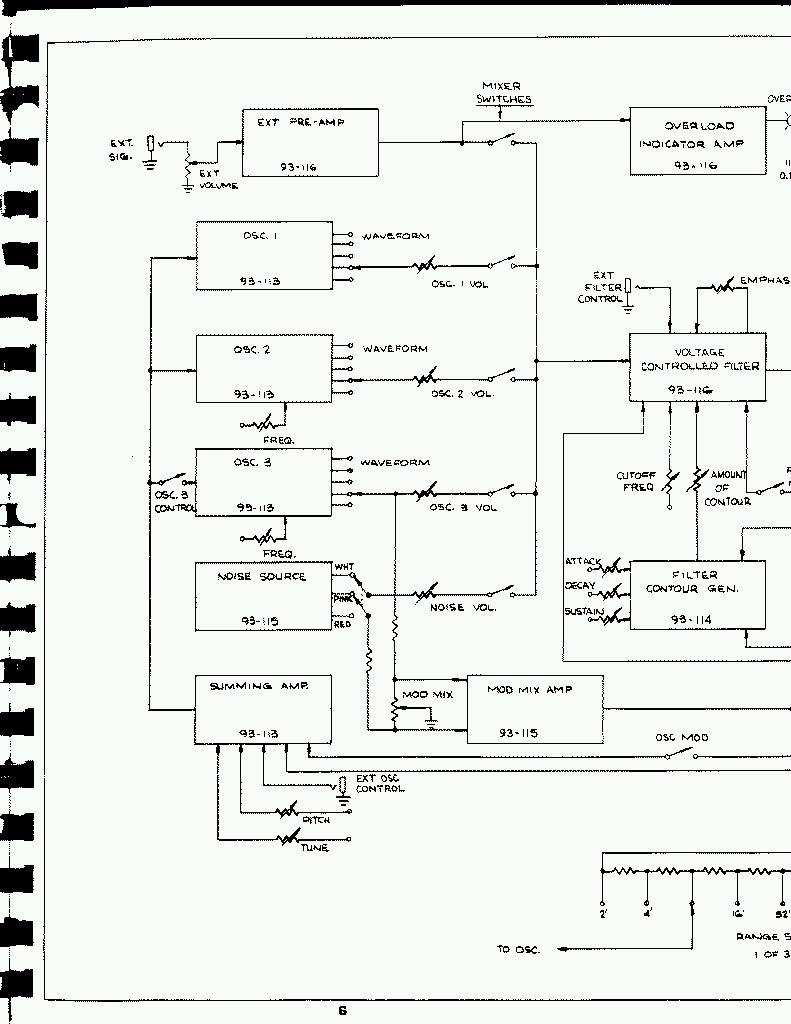 MIXER
SWITCHES
EXT.
SIG.
EXT PRE-AMP
93-116
EXT
VOLUME
OVERLOAD
INDICATOR AMP
93-116
OVER
0.1
OSC. 1
93-113
WAVEFORM
OSC. 1 VOL
EXT
FILTER
CONTROL
EMPHAS
OSC. 2
93-113
WAVEFORM
OSC. 2 VOL.
FREQ.
VOLTAGE
CONTROLLED FILTER
93-116
OSC. 3
93-113
WAVEFORM
OSC. 3 VOL
OSC. 3
CONTROL
FREQ.
CUTOFF
FREQ
AMOUNT
OF
CONTOUR
NOISE SOURCE
93-115
WHT
PINK
RED
NOISE VOL.
ATTACK
DECAY
SUSTAIN
FILTER
CONTOUR GEN.
93-114
SUMMING AMP.
93-113
MOD MIX
MOD MIX AMP
93-115
OSC MOD
EXT OSC
CONTROL
PITCH
TUNE
2'
4'
16'
32'
RANGE S
1 OF 3
TO OSC.
6